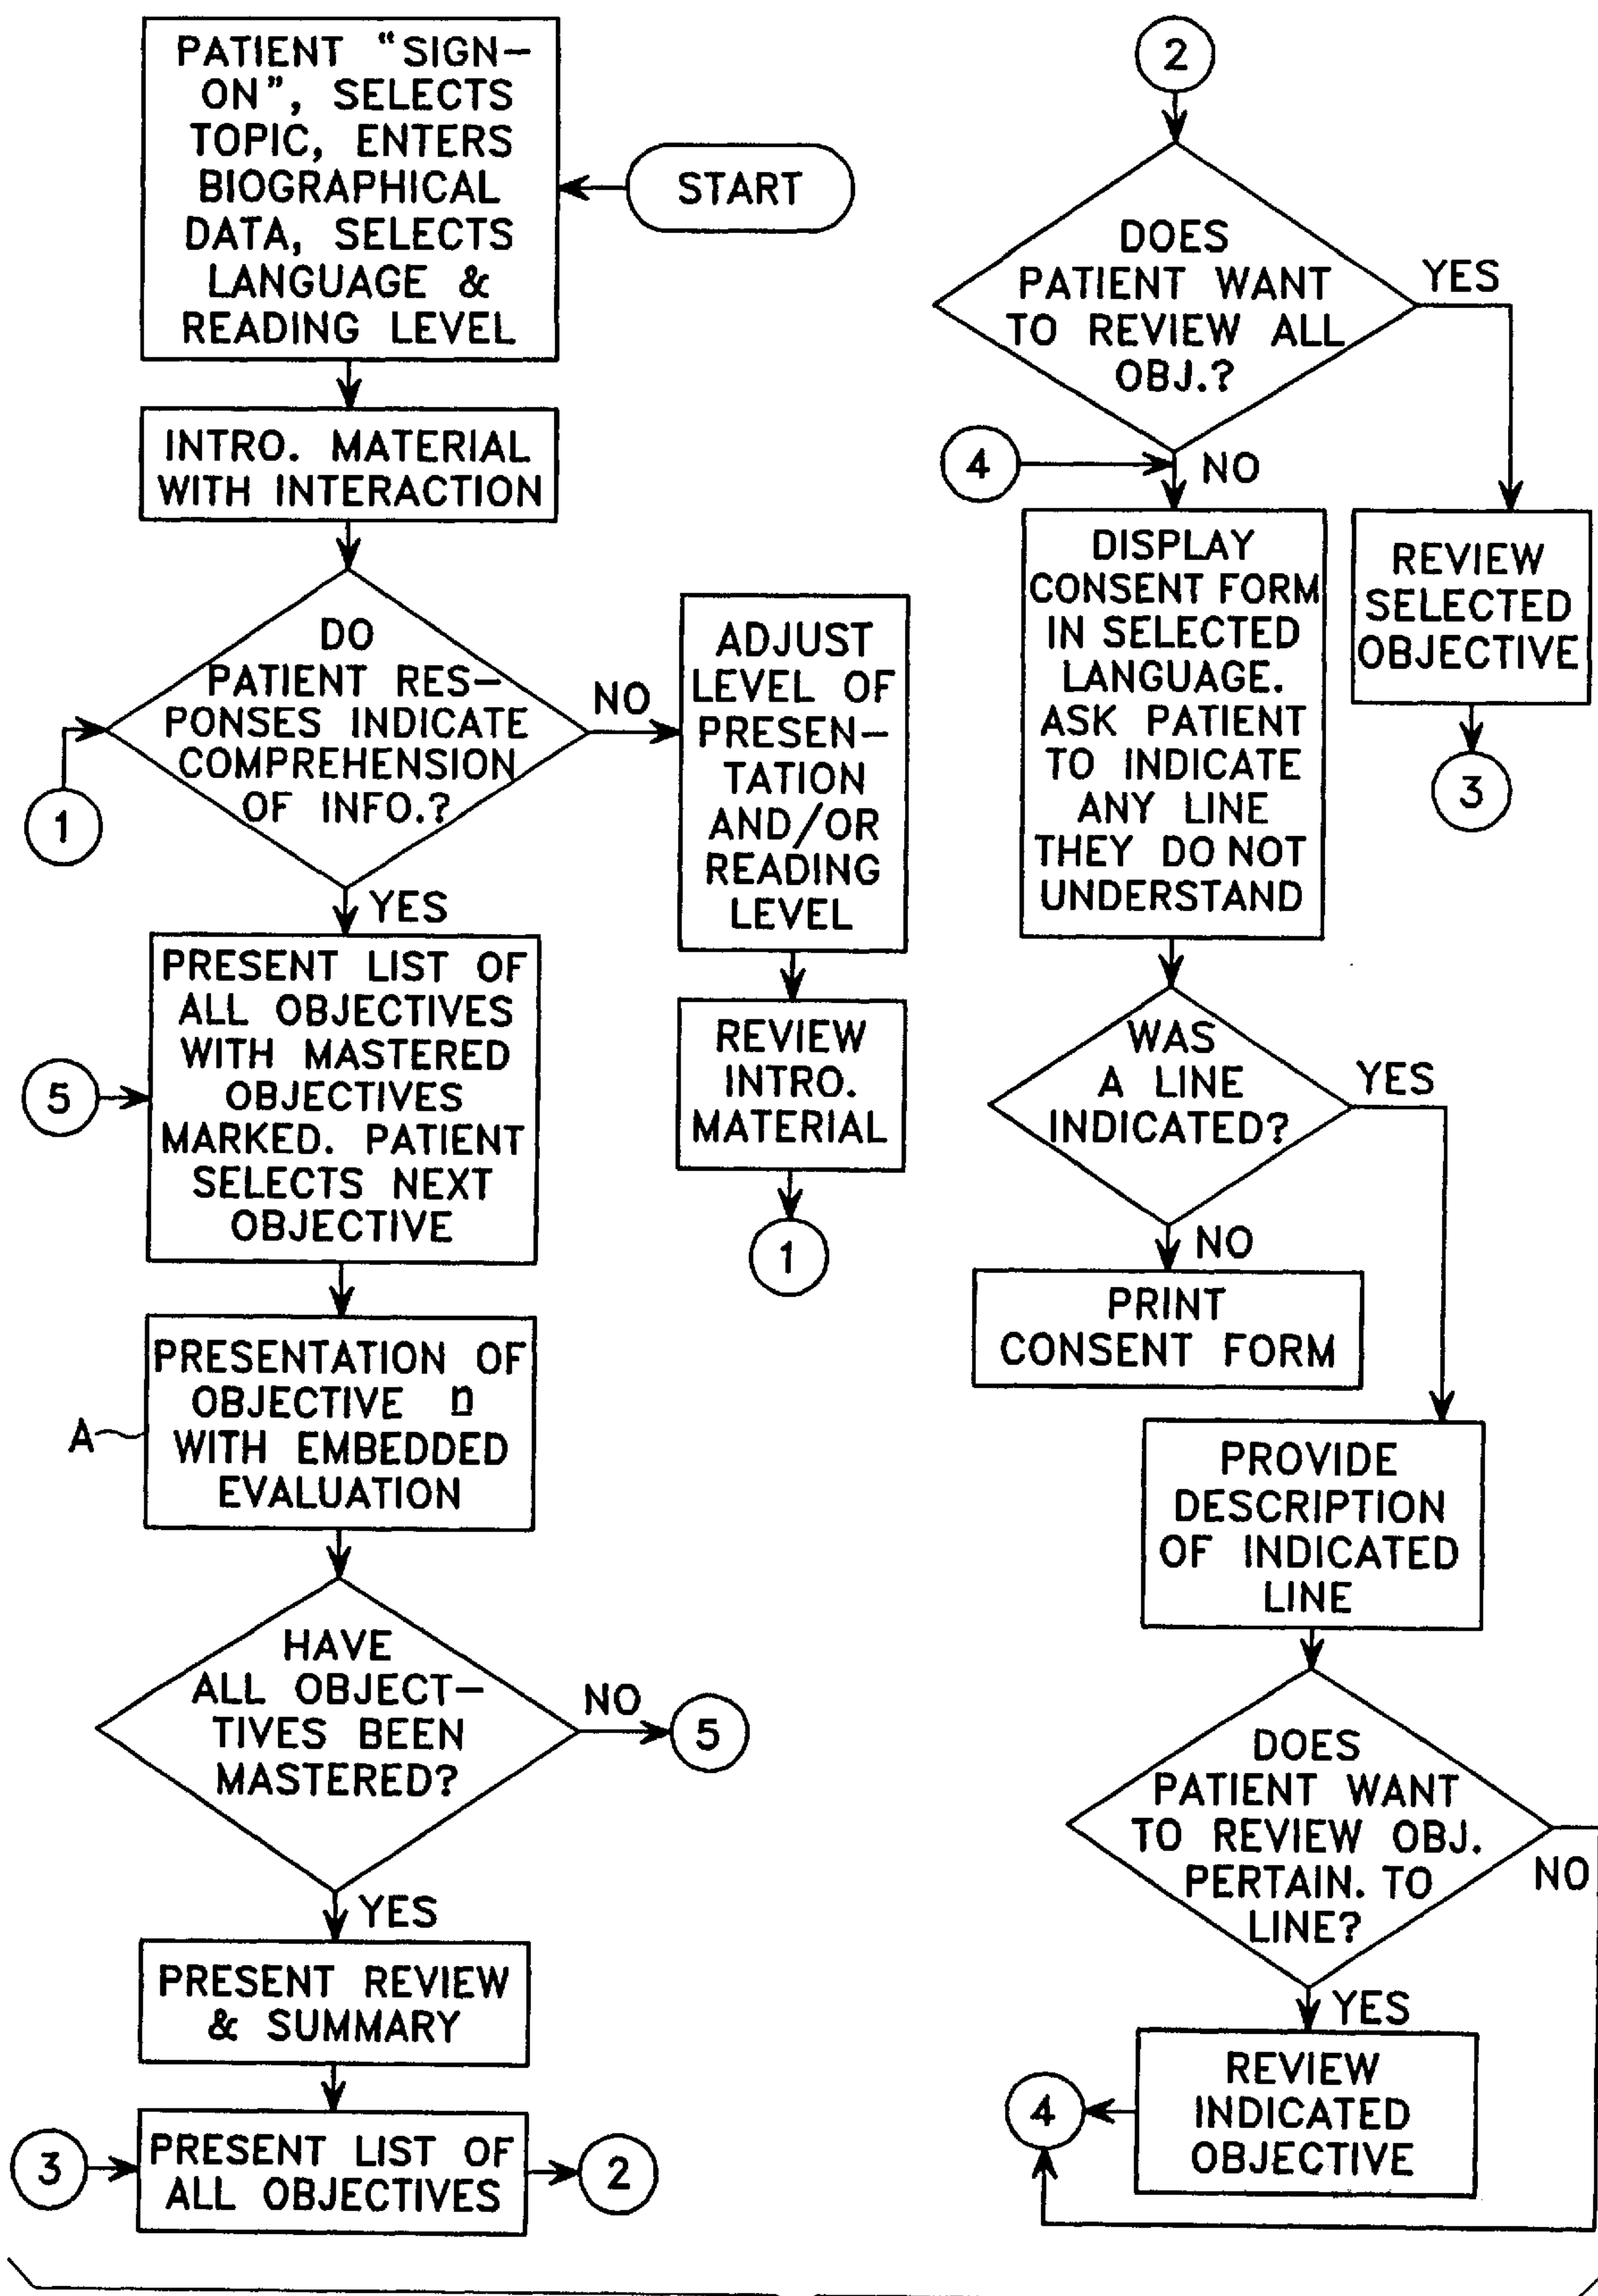 PATIENT “SIGN-
ON”, SELECTS
TOPIC, ENTERS
BIOGRAPHICAL
DATA, SELECTS
LANGUAGE &
READING LEVEL
START
INTRO. MATERIAL
WITH INTERACTION
DO
PATIENT RES-
PONSES INDICATE
COMPREHENSION
OF INFO.?
1
NO
ADJUST
LEVEL OF
PRESEN-
TATION
AND/OR
READING
LEVEL
REVIEW
INTRO.
MATERIAL
1
YES
PRESENT LIST OF
ALL OBJECTIVES
WITH MASTERED
OBJECTIVES
MARKED. PATIENT
SELECTS NEXT
OBJECTIVE
5
PRESENTATION OF
OBJECTIVE n
WITH EMBEDDED
EVALUATION
A
HAVE
ALL OBJECT-
TIVES BEEN
MASTERED?
NO
5
YES
PRESENT REVIEW
& SUMMARY
3
PRESENT LIST OF
ALL OBJECTIVES
2
2
DOES
PATIENT WANT
TO REVIEW ALL
OBJ.?
YES
REVIEW
SELECTED
OBJECTIVE
3
4
NO
DISPLAY
CONSENT FORM
IN SELECTED
LANGUAGE.
ASK PATIENT
TO INDICATE
ANY LINE
THEY DO NOT
UNDERSTAND
WAS
A LINE
INDICATED?
YES
NO
PRINT
CONSENT FORM
PROVIDE
DESCRIPTION
OF INDICATED
LINE
DOES
PATIENT WANT
TO REVIEW OBJ.
PERTAIN. TO
LINE?
NO
YES
REVIEW
INDICATED
OBJECTIVE
4